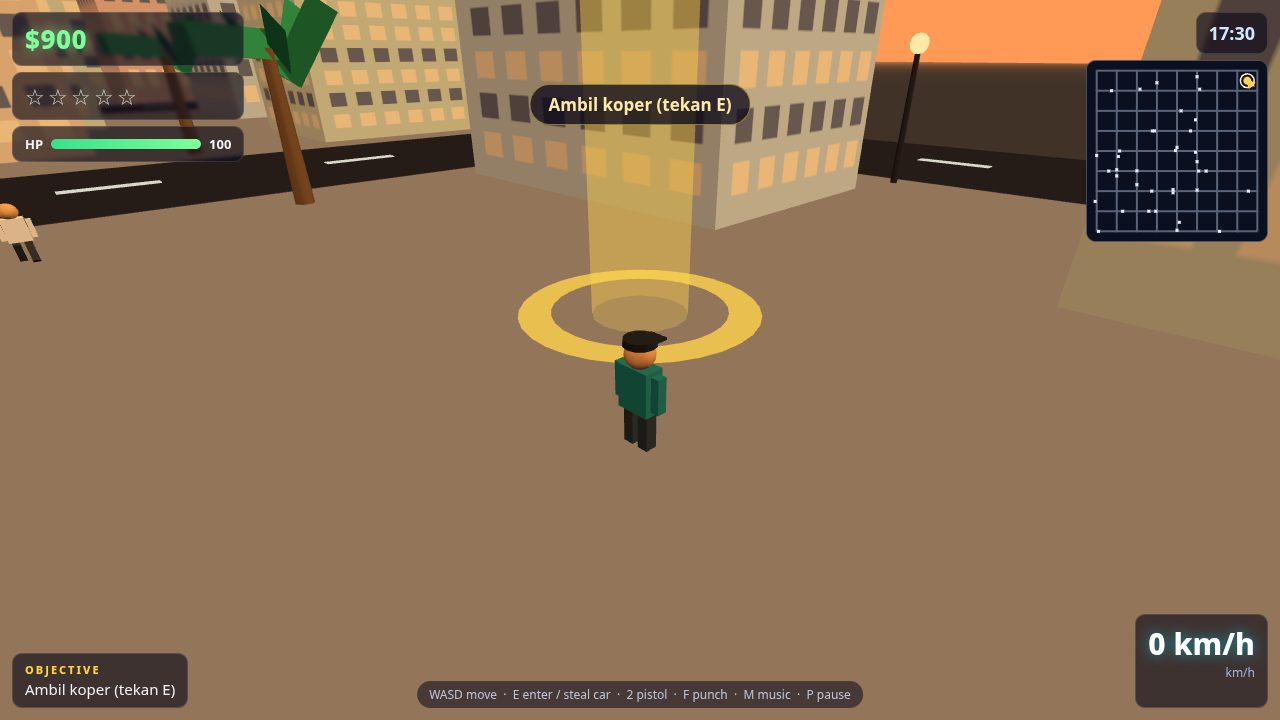 $900
☆☆☆☆☆
HP 100
Ambil koper (tekan E)
17:30
OBJECTIVE
Ambil koper (tekan E)
WASD move · E enter / steal car · 2 pistol · F punch · M music · P pause
0 km/h
km/h